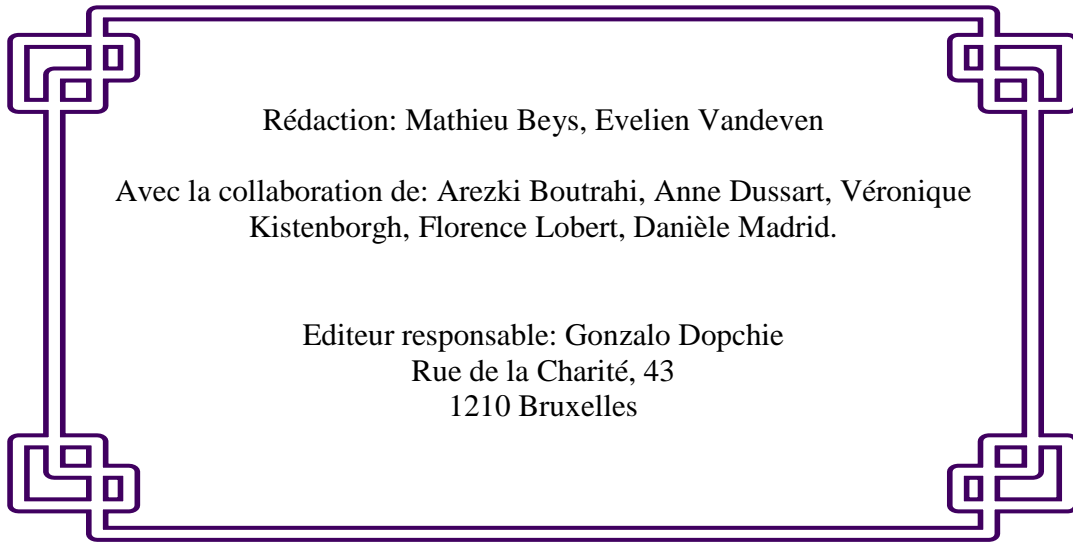 Rédaction: Mathieu Beys, Evelien Vandeven
Avec la collaboration de: Arezki Boutrahi, Anne Dussart, Véronique
Kistenborgh, Florence Lobert, Danièle Madrid.
Editeur responsable: Gonzalo Dopchie
Rue de la Charité, 43
1210 Bruxelles